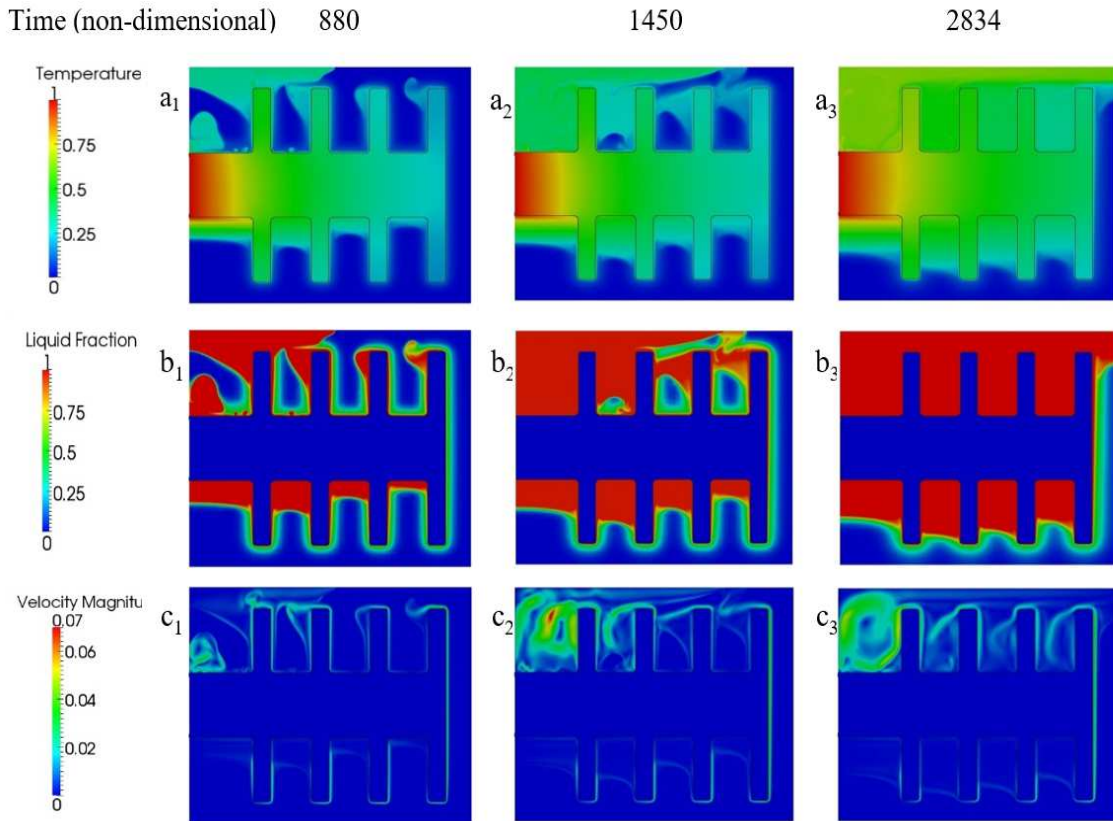 Time (non-dimensional) 880 1450 2834
Temperature
1
0.75
0.5
0.25
0
a1
a2
a3
Liquid Fraction
1
0.75
0.5
0.25
0
b1
b2
b3
Velocity Magnitu
0.07
0.06
0.04
0.02
0
c1
c2
c3